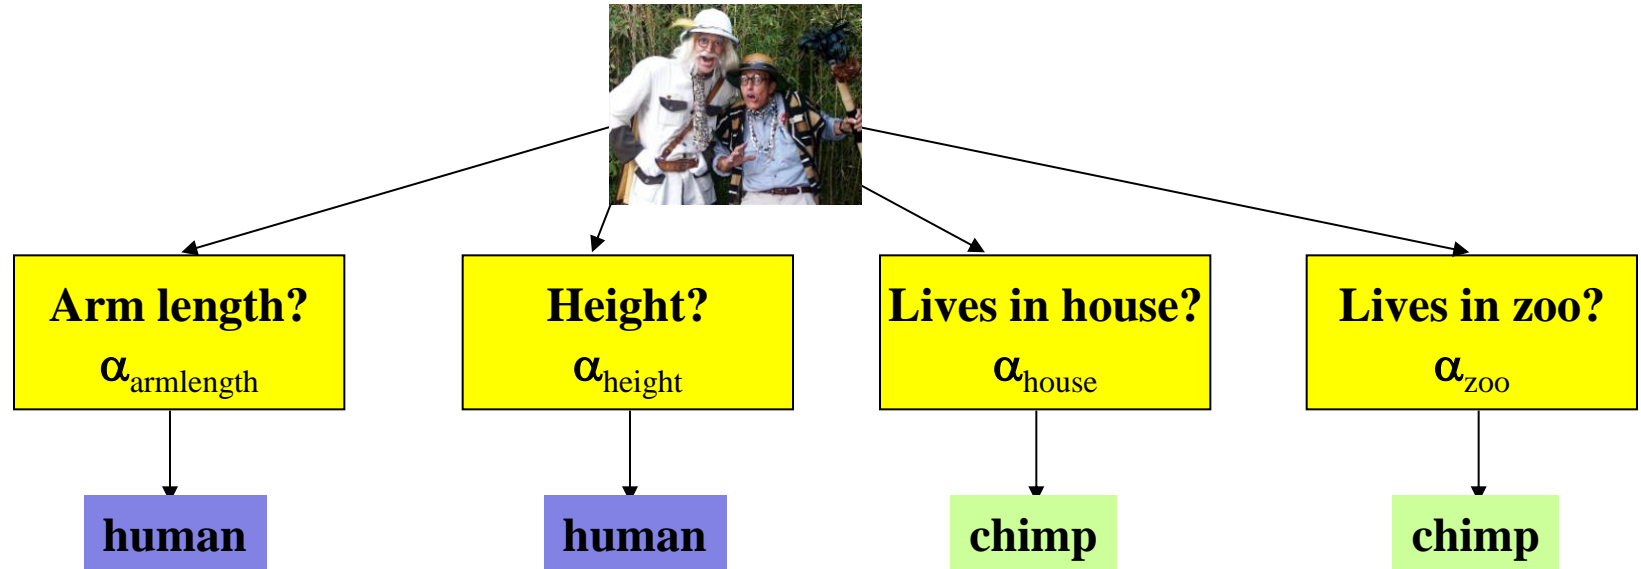 Arm length?
αarmlength
Height?
αheight
Lives in house?
αhouse
Lives in zoo?
αzoo
human
human
chimp
chimp